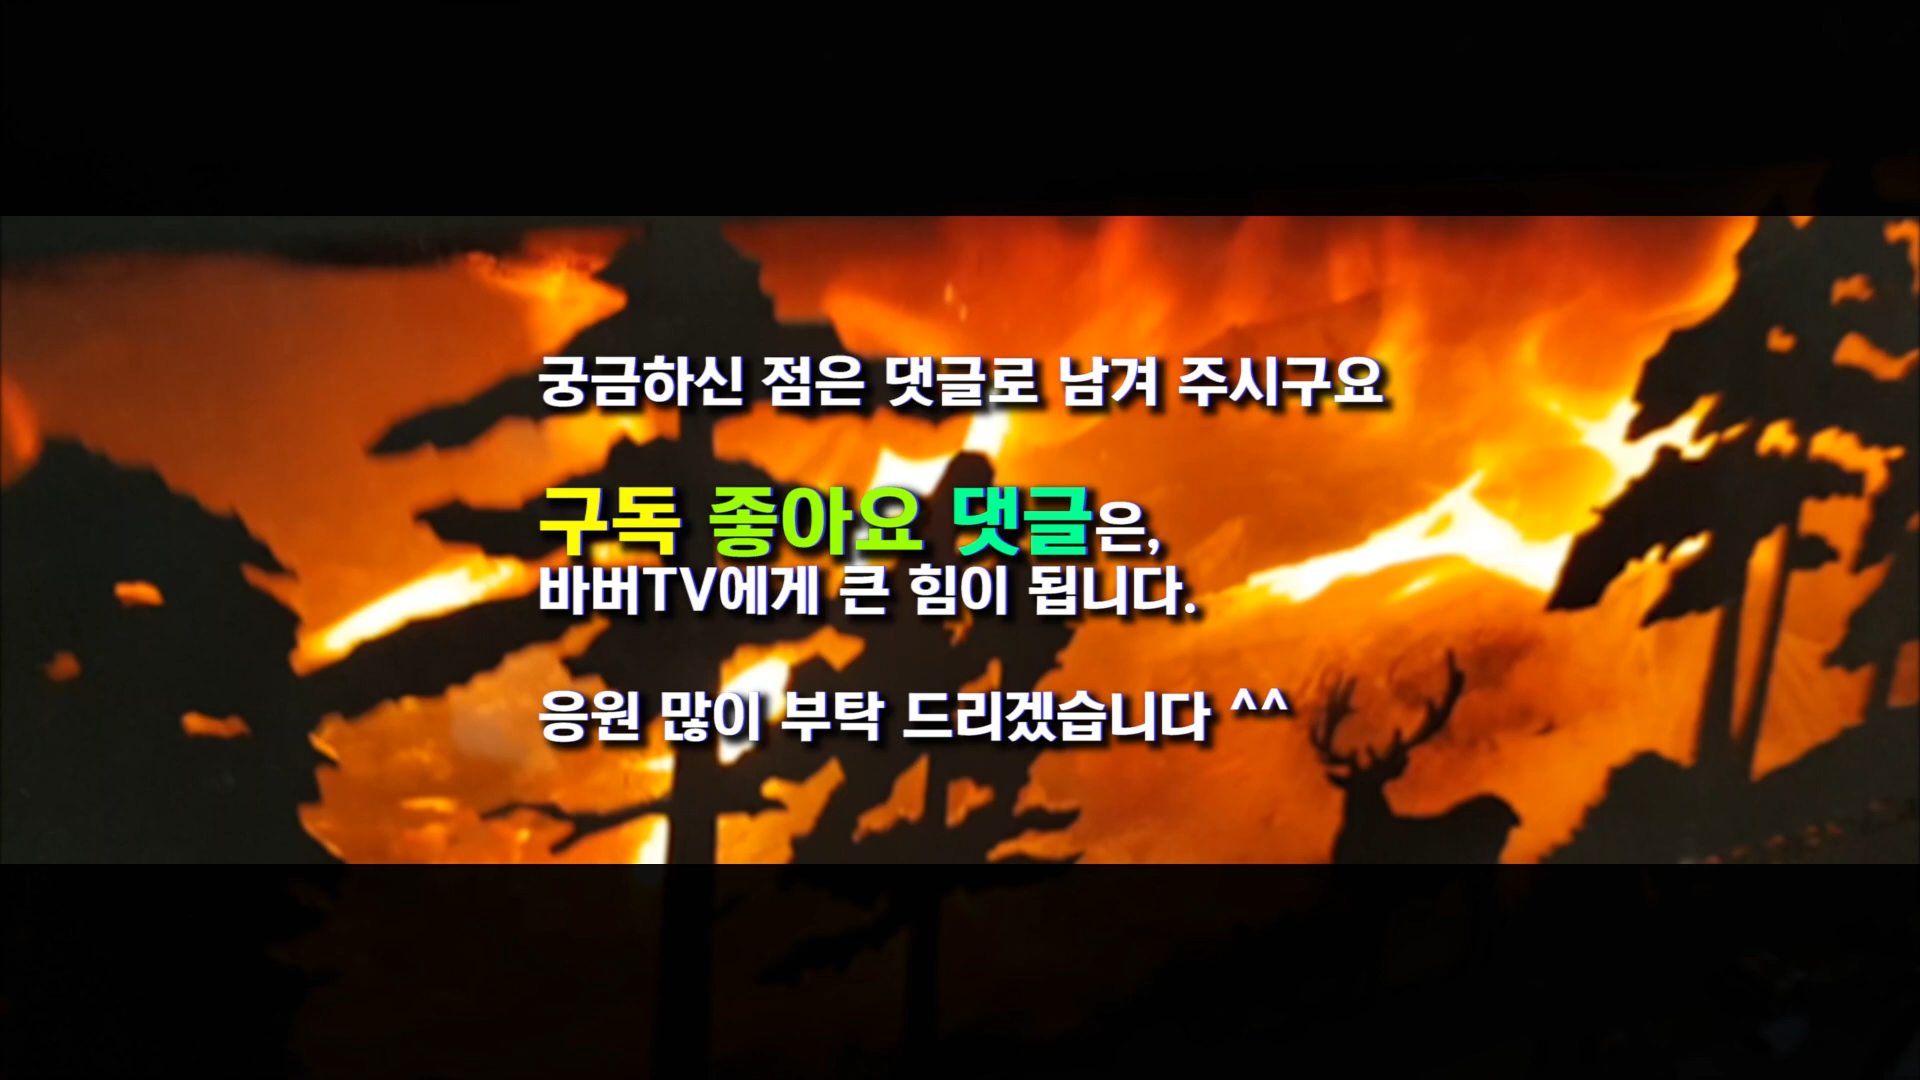 궁금하신 점은 댓글로 남겨 주시구요
구독 좋아요 댓글은,
바버TV에게 큰 힘이 됩니다.
응원 많이 부탁 드리겠습니다 ^^